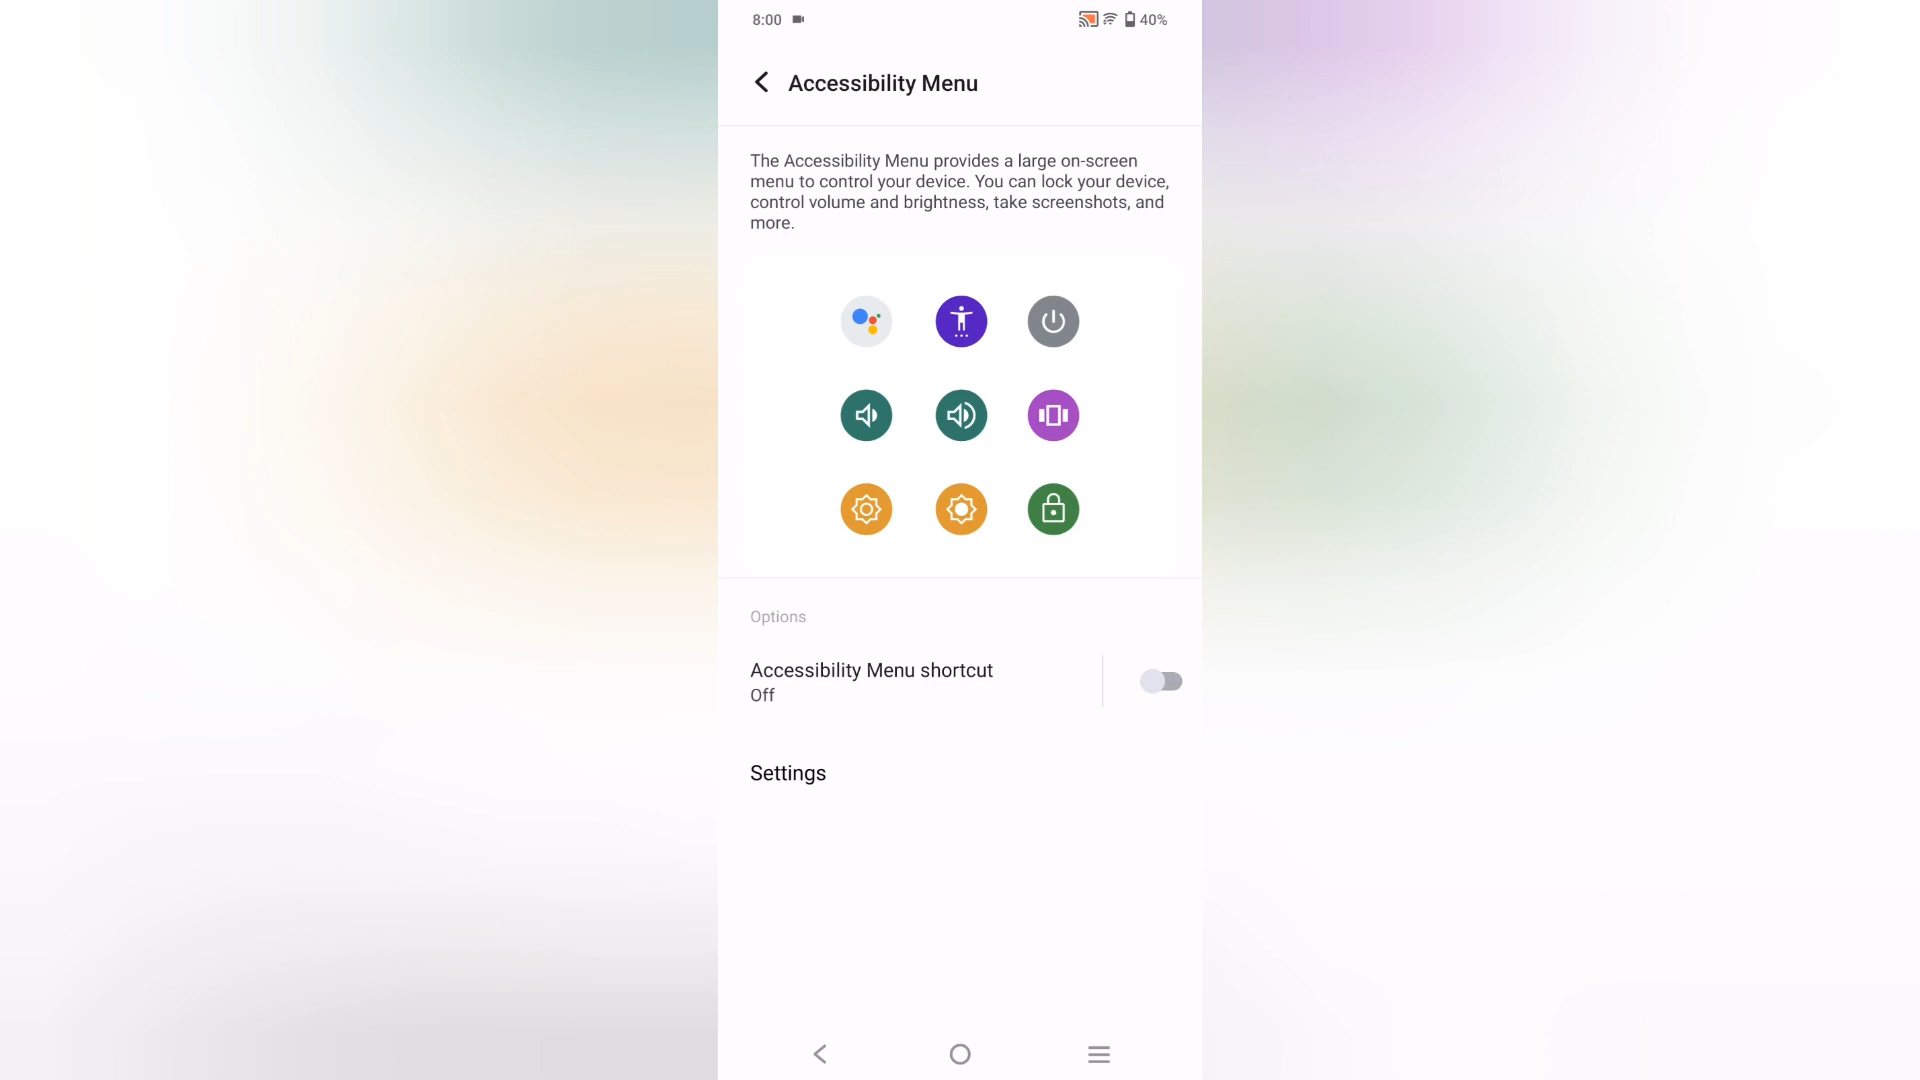 8:00
40%
Accessibility Menu
The Accessibility Menu provides a large on-screen
menu to control your device. You can lock your device,
control volume and brightness, take screenshots, and
more.
Options
Accessibility Menu shortcut
Off
Settings